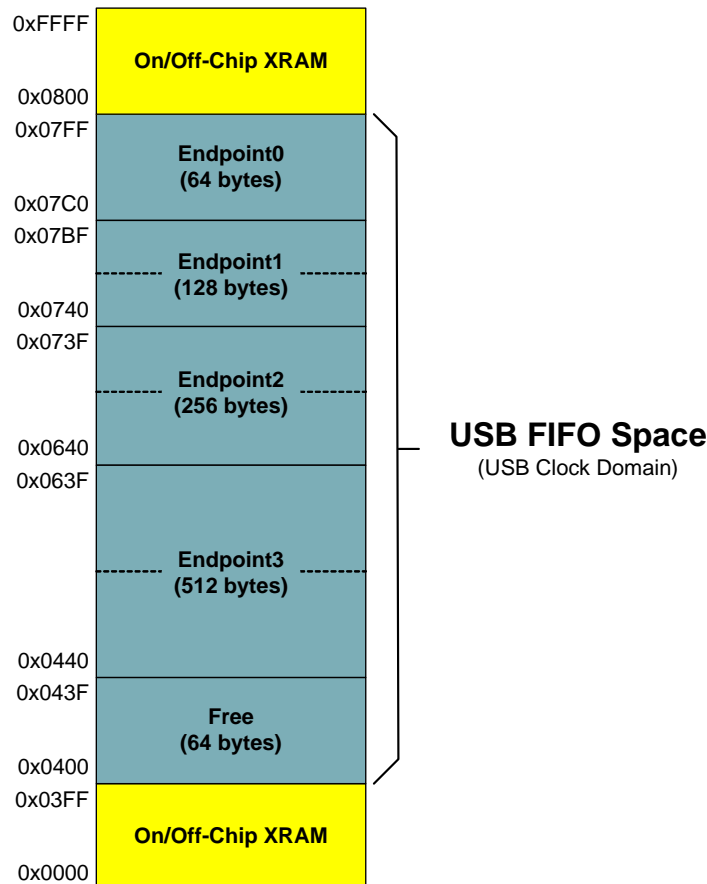 0xFFFF
On/Off-Chip XRAM
0x0800
0x07FF
Endpoint0
(64 bytes)
0x07C0
0x07BF
Endpoint1
(128 bytes)
0x0740
0x073F
Endpoint2
(256 bytes)
0x0640
0x063F
Endpoint3
(512 bytes)
0x0440
0x043F
Free
(64 bytes)
0x0400
0x03FF
On/Off-Chip XRAM
0x0000
USB FIFO Space
(USB Clock Domain)